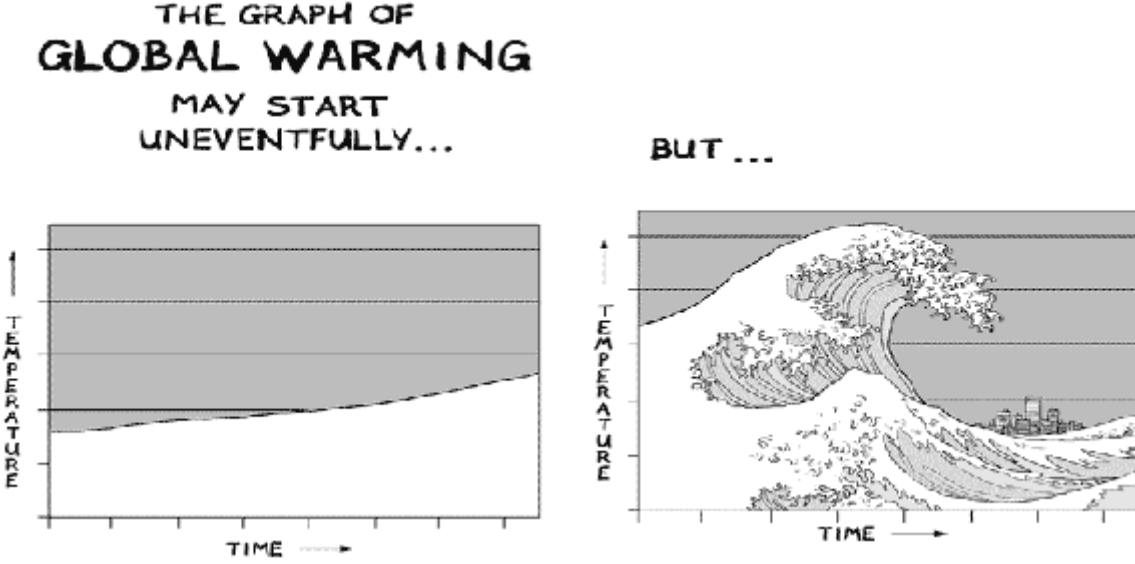 THE GRAPH OF
GLOBAL WARMING
MAY START
UNEVENTFULLY...
BUT...
TEMPERATURE
TIME
TEMPERATURE
TIME